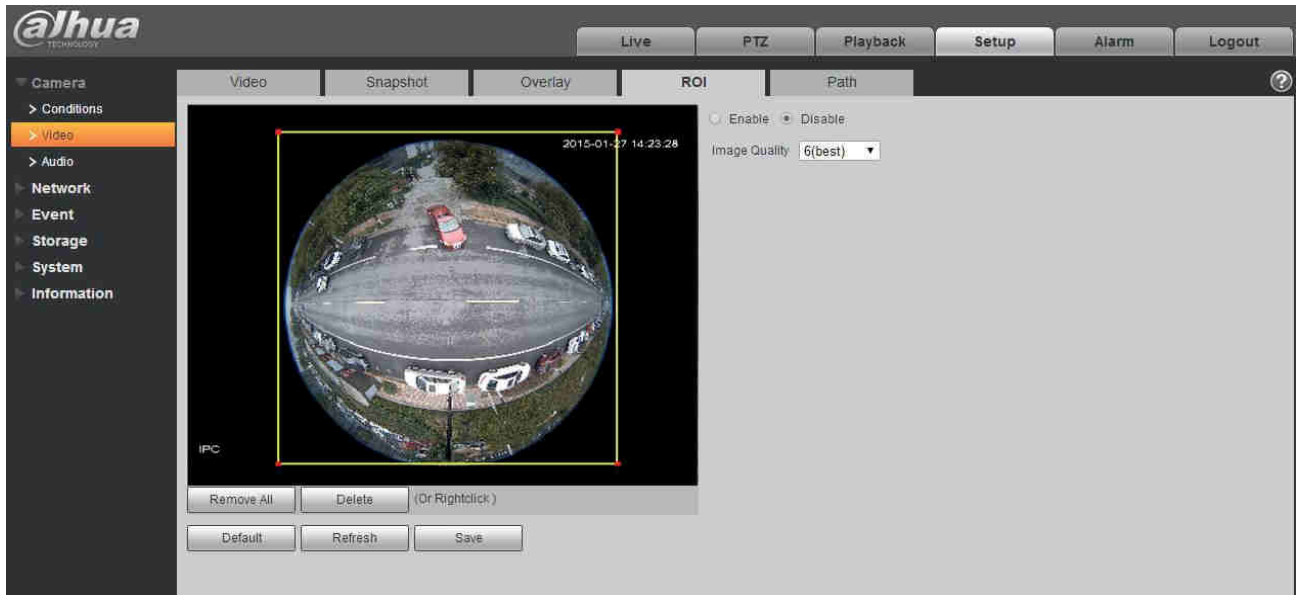 alhua
TECHNOLOGY
Live PTZ Playback Setup Alarm Logout
Camera
> Conditions
> Video
> Audio
Network
Event
Storage
System
Information
Video Snapshot Overlay ROI Path
?
2015-01-27 14:23:28
IPC
Enable Disable
Image Quality 6(best)
Remove All Delete (Or Rightclick )
Default Refresh Save